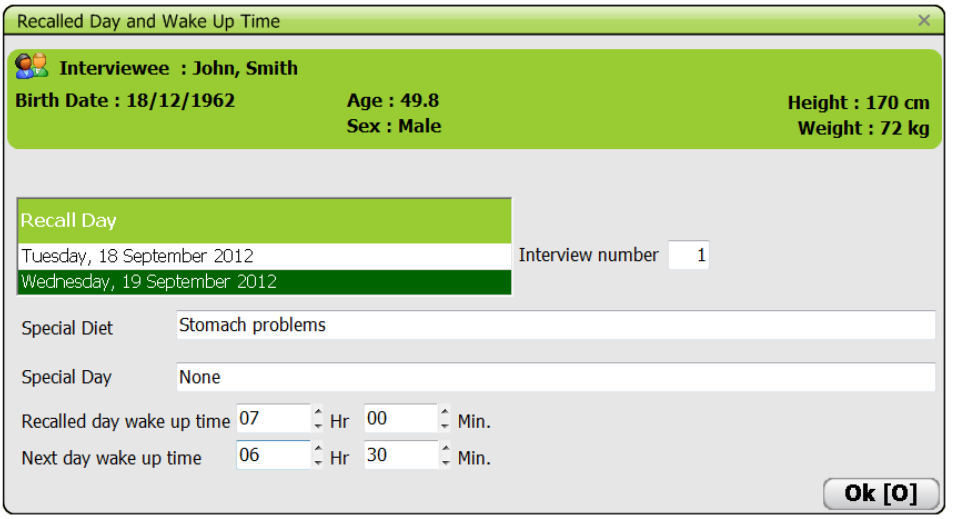 Recalled Day and Wake Up Time
Interviewee : John, Smith
Birth Date : 18/12/1962 Age : 49.8 Height : 170 cm
Sex : Male Weight : 72 kg
Recall Day
Tuesday, 18 September 2012
Interview number 1
Wednesday, 19 September 2012
Special Diet Stomach problems
Special Day None
Recalled day wake up time 07 Hr 00 Min.
Next day wake up time 06 Hr 30 Min.
Ok [O]